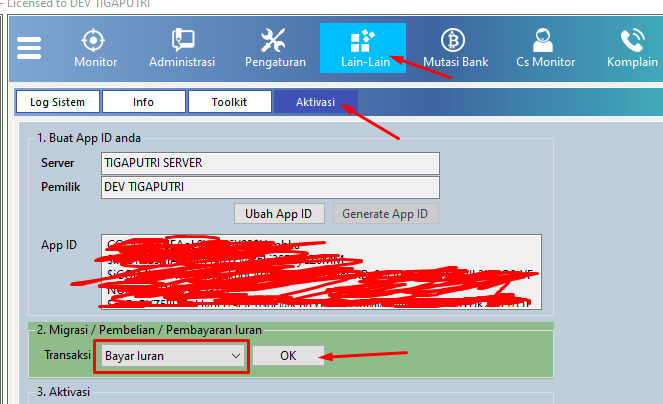 - Licensed to DEV TIGAPUTRI
Monitor Administrasi Pengaturan Lain-Lain Mutasi Bank Cs Monitor Komplain
Log Sistem Info Toolkit Aktivasi
1. Buat App ID anda
Server TIGAPUTRI SERVER
Pemilik DEV TIGAPUTRI
Ubah App ID Generate App ID
App ID
2. Migrasi / Pembelian / Pembayaran Iuran
Transaksi Bayar Iuran OK
3. Aktivasi